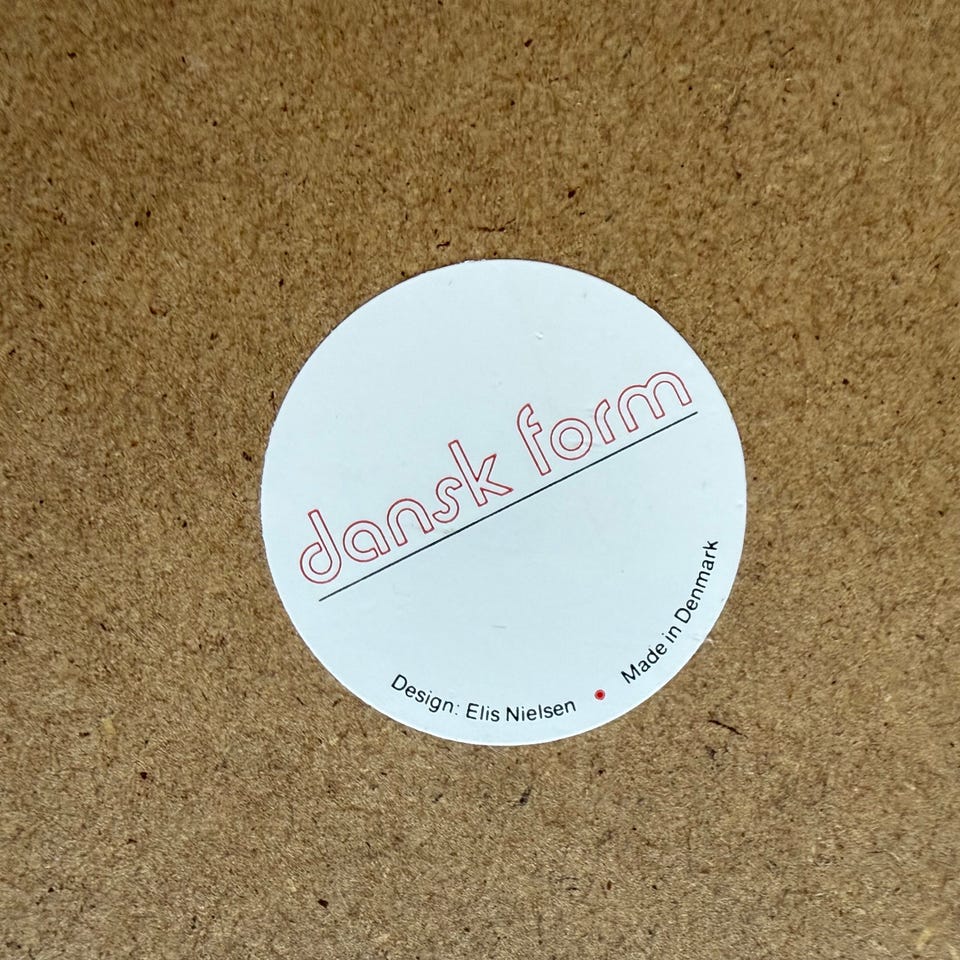 dansk form
Design: Elis Nielsen • Made in Denmark